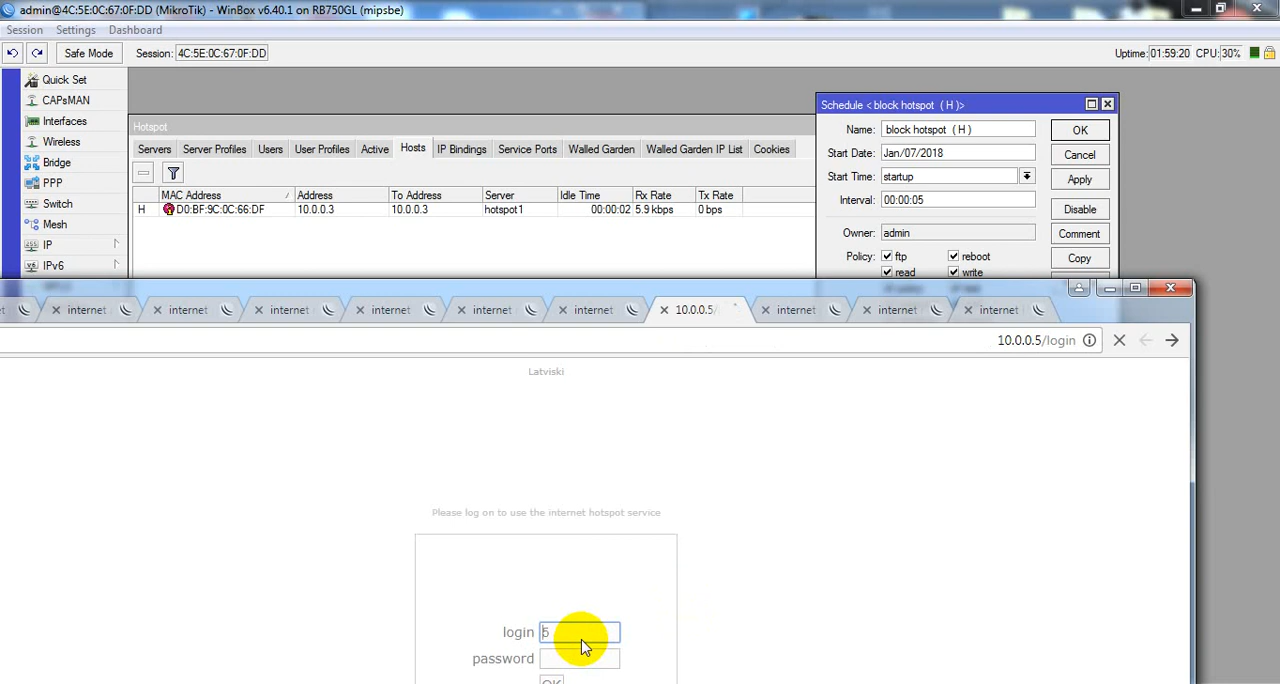 admin@4C:5E:0C:67:0F:DD (MikroTik) - WinBox v6.40.1 on RB750GL (mipsbe)
Session Settings Dashboard
Safe Mode Session: 4C:5E:0C:67:0F:DD Uptime: 01:59:20 CPU: 30%
Quick Set
CAPsMAN
Interfaces
Wireless
Bridge
PPP
Switch
Mesh
IP
IPv6
Hotspot
Servers Server Profiles Users User Profiles Active Hosts IP Bindings Service Ports Walled Garden Walled Garden IP List Cookies
MAC Address Address To Address Server Idle Time Rx Rate Tx Rate
H D0:BF:9C:0C:66:DF 10.0.0.3 10.0.0.3 hotspot1 00:00:02 5.9 kbps 0 bps
Schedule < block hotspot ( H )>
Name: block hotspot ( H ) OK
Start Date: Jan/07/2018 Cancel
Start Time: startup Apply
Interval: 00:00:05 Disable
Owner: admin Comment
Policy: ftp reboot Copy
read write
internet internet internet internet internet internet 10.0.0.5/ internet internet internet
10.0.0.5/login
Latviski
Please log on to use the internet hotspot service
login 5
password
OK